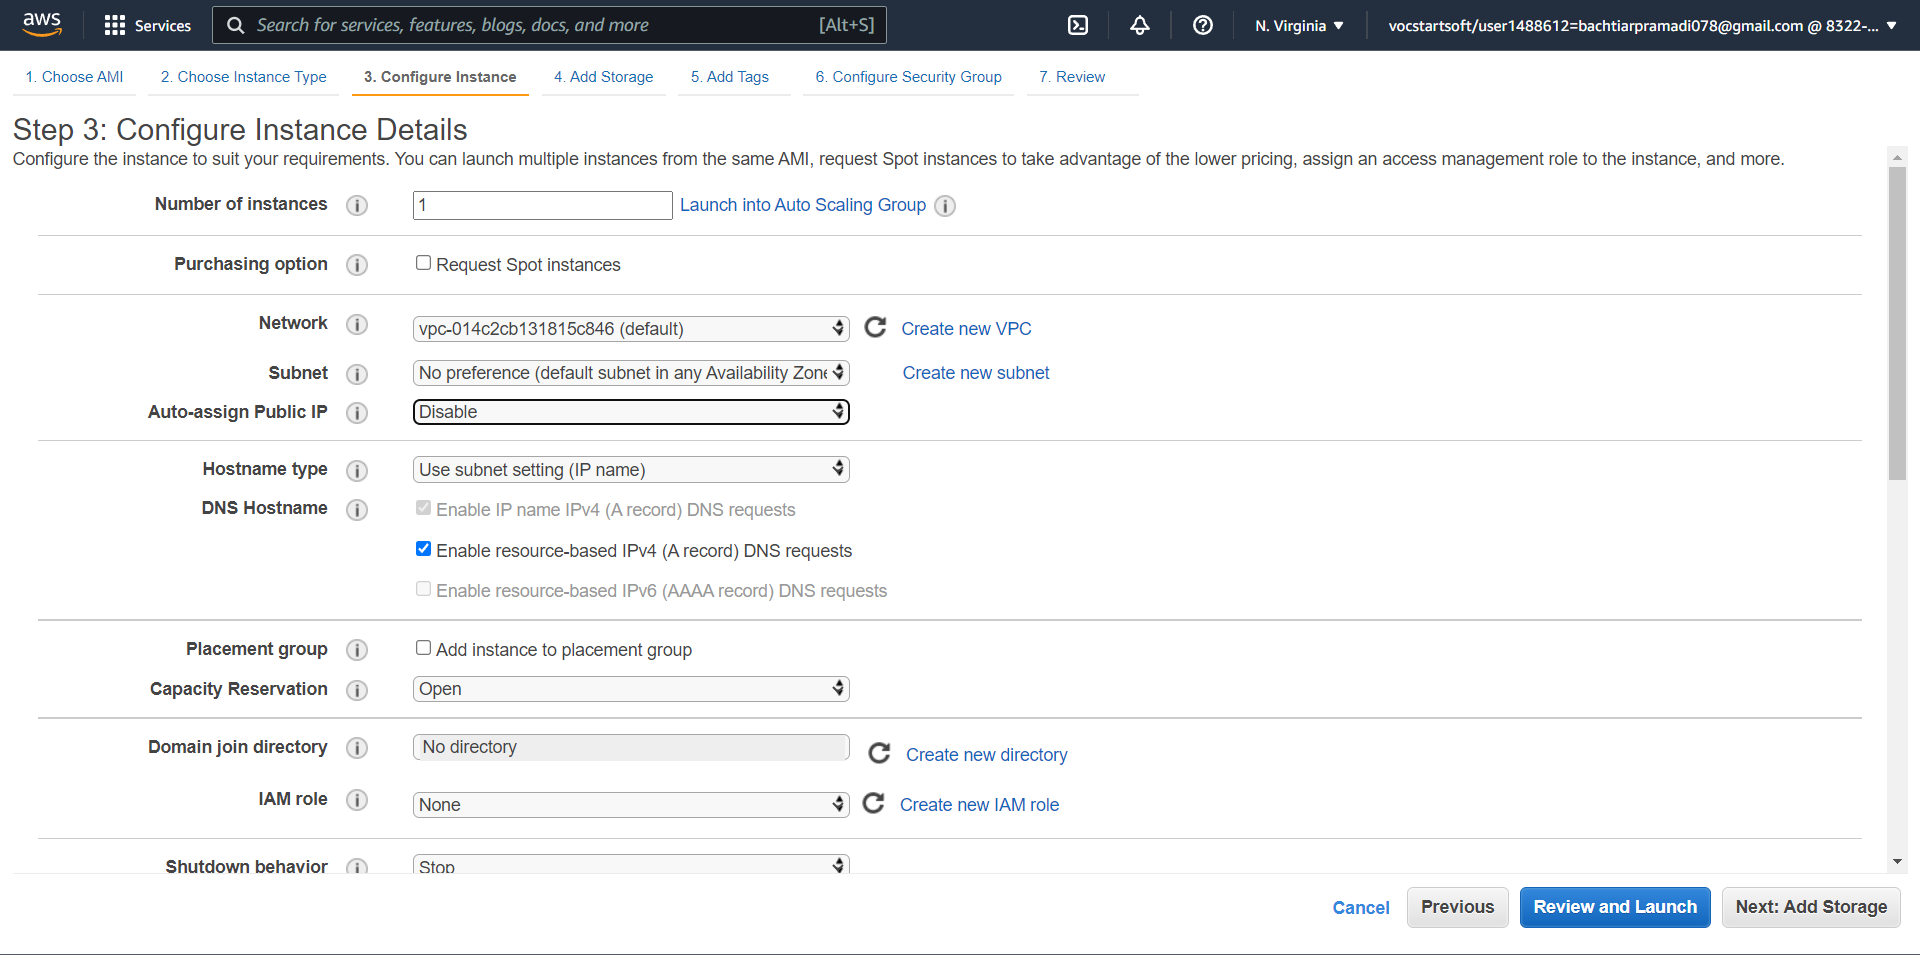 aws
Services
Search for services, features, blogs, docs, and more [Alt+S]
N. Virginia
vocstartsoft/user1488612=bachtiarpramadi078@gmail.com @ 8322-...
1. Choose AMI
2. Choose Instance Type
3. Configure Instance
4. Add Storage
5. Add Tags
6. Configure Security Group
7. Review
Step 3: Configure Instance Details
Configure the instance to suit your requirements. You can launch multiple instances from the same AMI, request Spot instances to take advantage of the lower pricing, assign an access management role to the instance, and more.
Number of instances
1
Launch into Auto Scaling Group
Purchasing option
Request Spot instances
Network
vpc-014c2cb131815c846 (default)
Create new VPC
Subnet
No preference (default subnet in any Availability Zone
Create new subnet
Auto-assign Public IP
Disable
Hostname type
Use subnet setting (IP name)
DNS Hostname
Enable IP name IPv4 (A record) DNS requests
Enable resource-based IPv4 (A record) DNS requests
Enable resource-based IPv6 (AAAA record) DNS requests
Placement group
Add instance to placement group
Capacity Reservation
Open
Domain join directory
No directory
Create new directory
IAM role
None
Create new IAM role
Shutdown behavior
Stop
Cancel
Previous
Review and Launch
Next: Add Storage